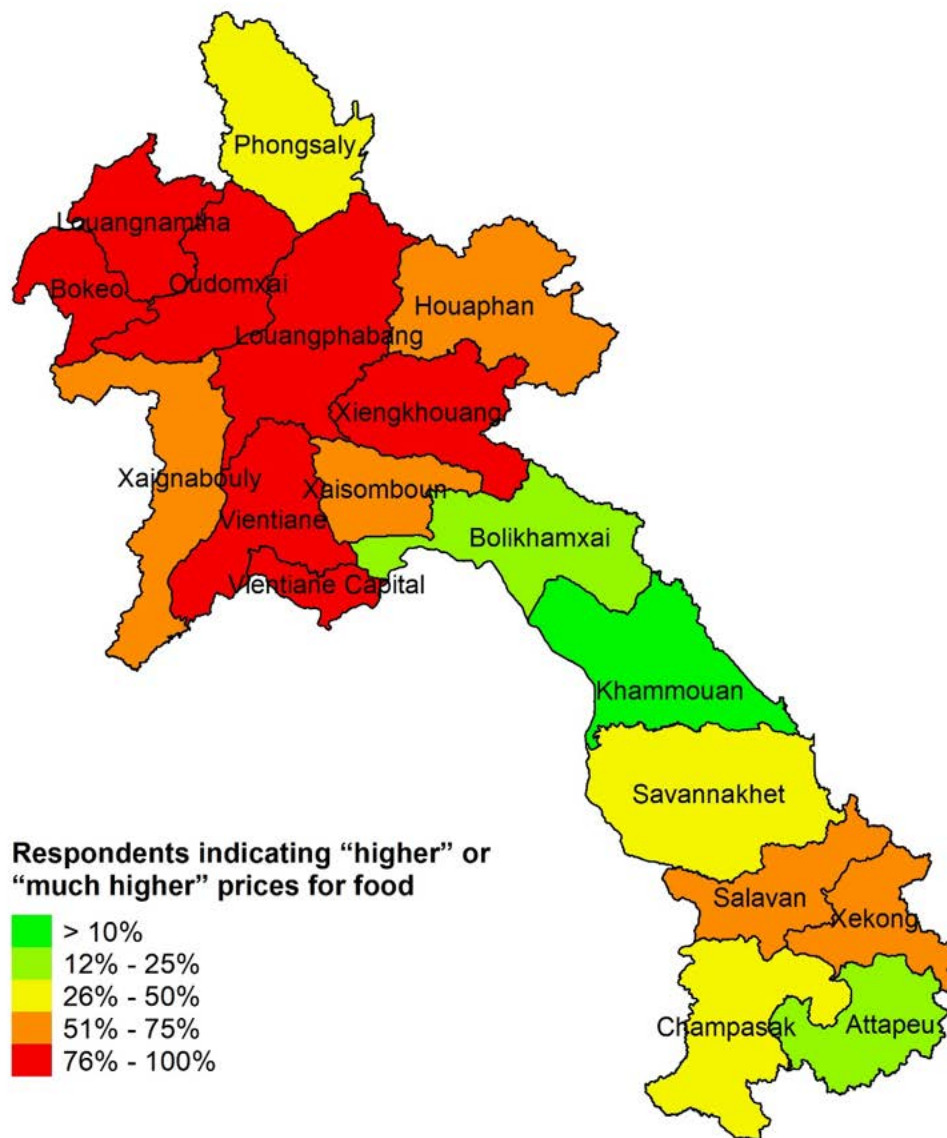 Phongsaly
Louangnamtha
Bokeo
Oudomxai
Houaphan
Louangphabang
Xiengkhouang
Xaignabouly
Xaisomboun
Vientiane
Bolikhamxai
Vientiane Capital
Khammouan
Savannakhet
Respondents indicating “higher” or
“much higher” prices for food
> 10%
12% - 25%
26% - 50%
51% - 75%
76% - 100%
Salavan
Xekong
Champasak
Attapeu